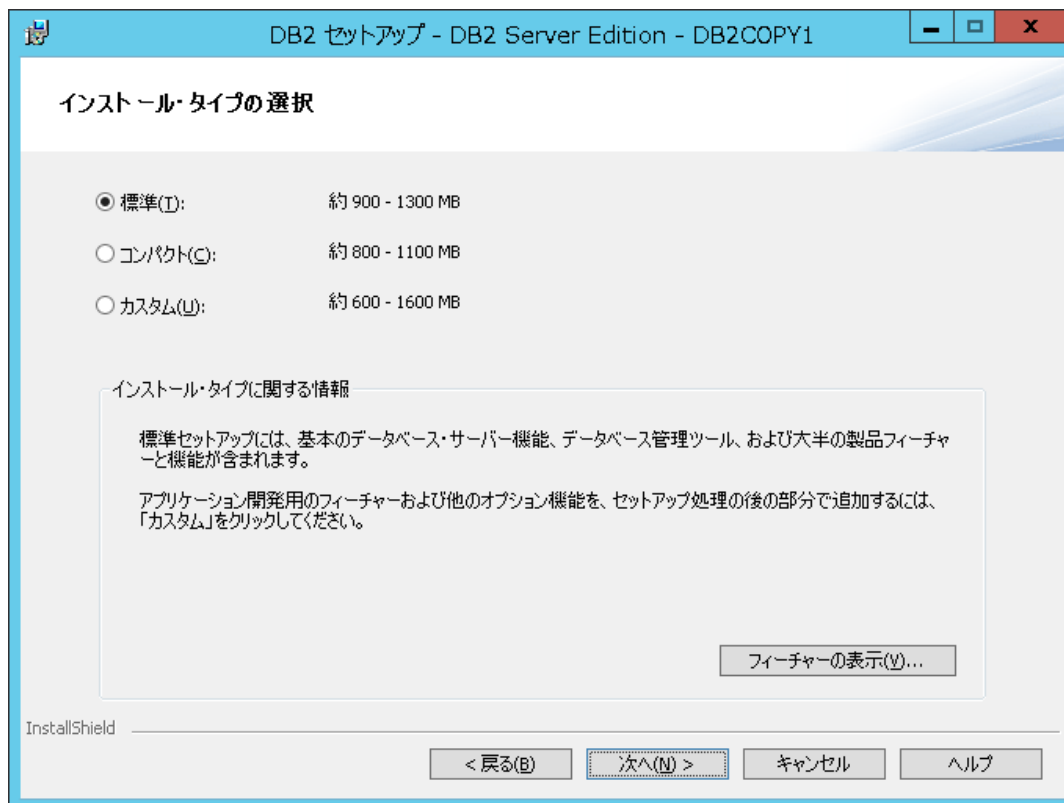 DB2 セットアップ - DB2 Server Edition - DB2COPY1
インストール・タイプの選択
標準(T): 約 900 - 1300 MB
コンパクト(C): 約 800 - 1100 MB
カスタム(U): 約 600 - 1600 MB
インストール・タイプに関する情報
標準セットアップには、基本のデータベース・サーバー機能、データベース管理ツール、および大半の製品フィーチャ
ーと機能が含まれます。
アプリケーション開発用のフィーチャーおよび他のオプション機能を、セットアップ処理の後の部分で追加するには、
「カスタム」をクリックしてください。
フィーチャーの表示(V)...
InstallShield
< 戻る(B) 次へ(N) > キャンセル ヘルプ